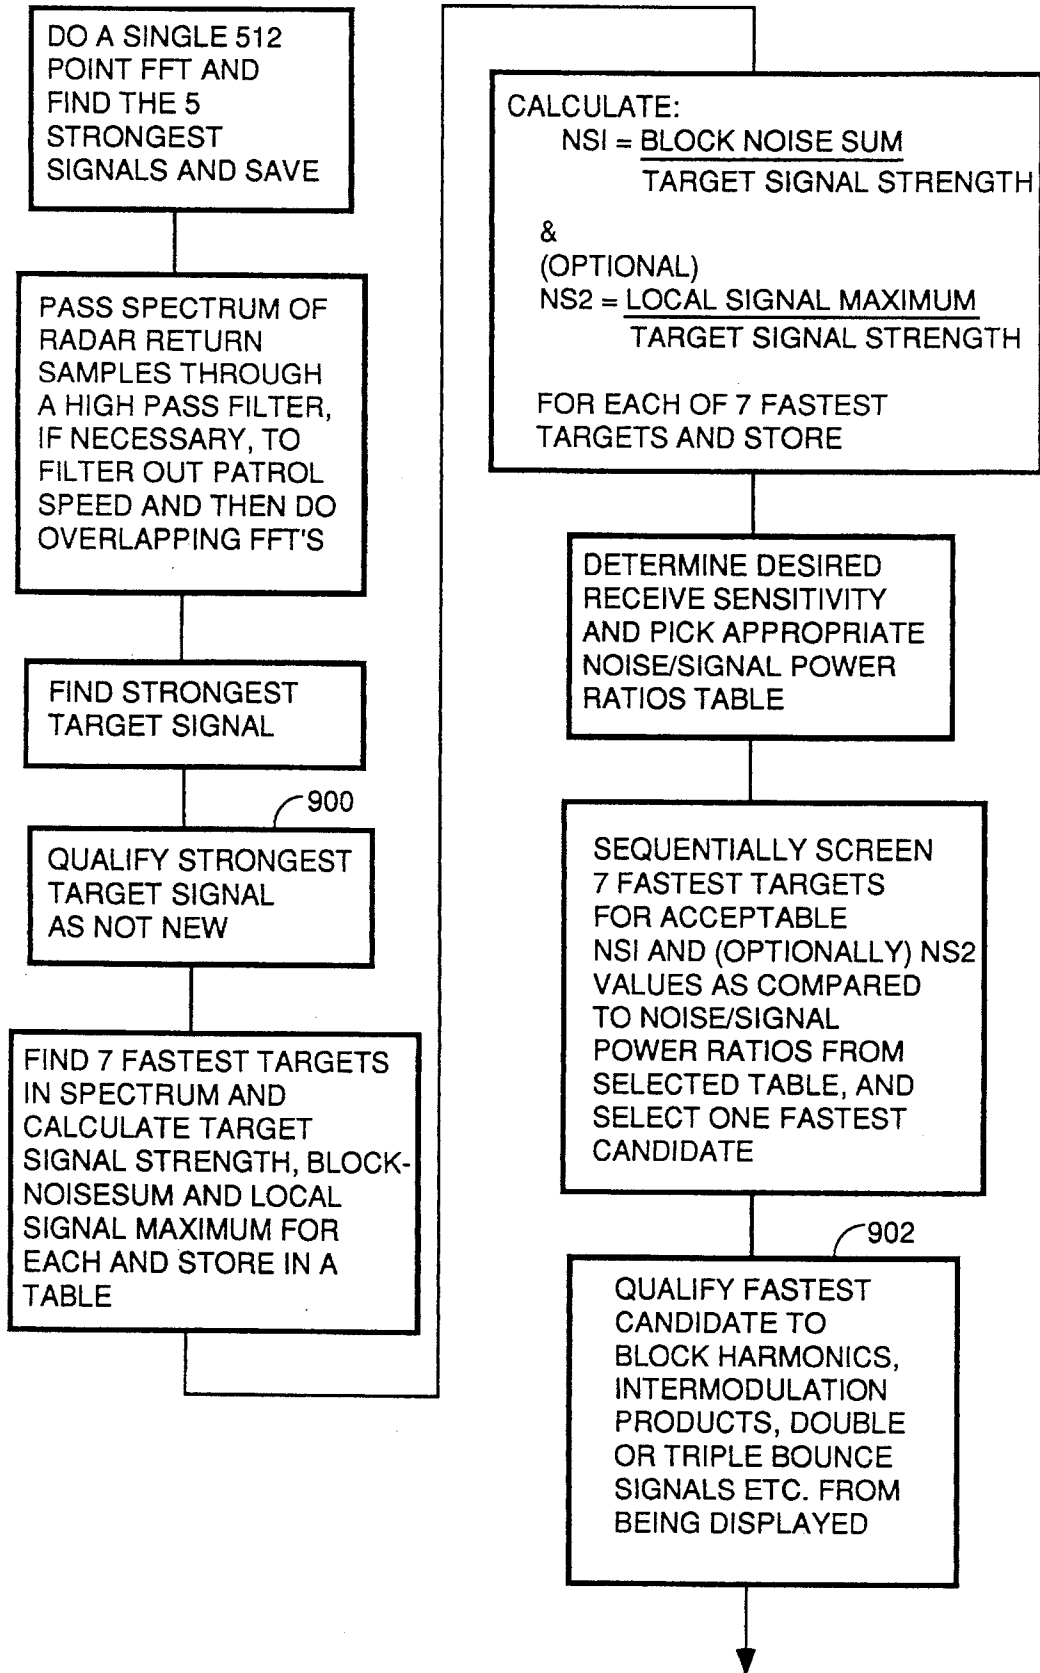 DO A SINGLE 512
POINT FFT AND
FIND THE 5
STRONGEST
SIGNALS AND SAVE
PASS SPECTRUM OF
RADAR RETURN
SAMPLES THROUGH
A HIGH PASS FILTER,
IF NECESSARY, TO
FILTER OUT PATROL
SPEED AND THEN DO
OVERLAPPING FFT'S
FIND STRONGEST
TARGET SIGNAL
900
QUALIFY STRONGEST
TARGET SIGNAL
AS NOT NEW
FIND 7 FASTEST TARGETS
IN SPECTRUM AND
CALCULATE TARGET
SIGNAL STRENGTH, BLOCK-
NOISESUM AND LOCAL
SIGNAL MAXIMUM FOR
EACH AND STORE IN A
TABLE
CALCULATE:
NSI = BLOCK NOISE SUM
TARGET SIGNAL STRENGTH
&
(OPTIONAL)
NS2 = LOCAL SIGNAL MAXIMUM
TARGET SIGNAL STRENGTH
FOR EACH OF 7 FASTEST
TARGETS AND STORE
DETERMINE DESIRED
RECEIVE SENSITIVITY
AND PICK APPROPRIATE
NOISE/SIGNAL POWER
RATIOS TABLE
SEQUENTIALLY SCREEN
7 FASTEST TARGETS
FOR ACCEPTABLE
NSI AND (OPTIONALLY) NS2
VALUES AS COMPARED
TO NOISE/SIGNAL
POWER RATIOS FROM
SELECTED TABLE, AND
SELECT ONE FASTEST
CANDIDATE
902
QUALIFY FASTEST
CANDIDATE TO
BLOCK HARMONICS,
INTERMODULATION
PRODUCTS, DOUBLE
OR TRIPLE BOUNCE
SIGNALS ETC. FROM
BEING DISPLAYED